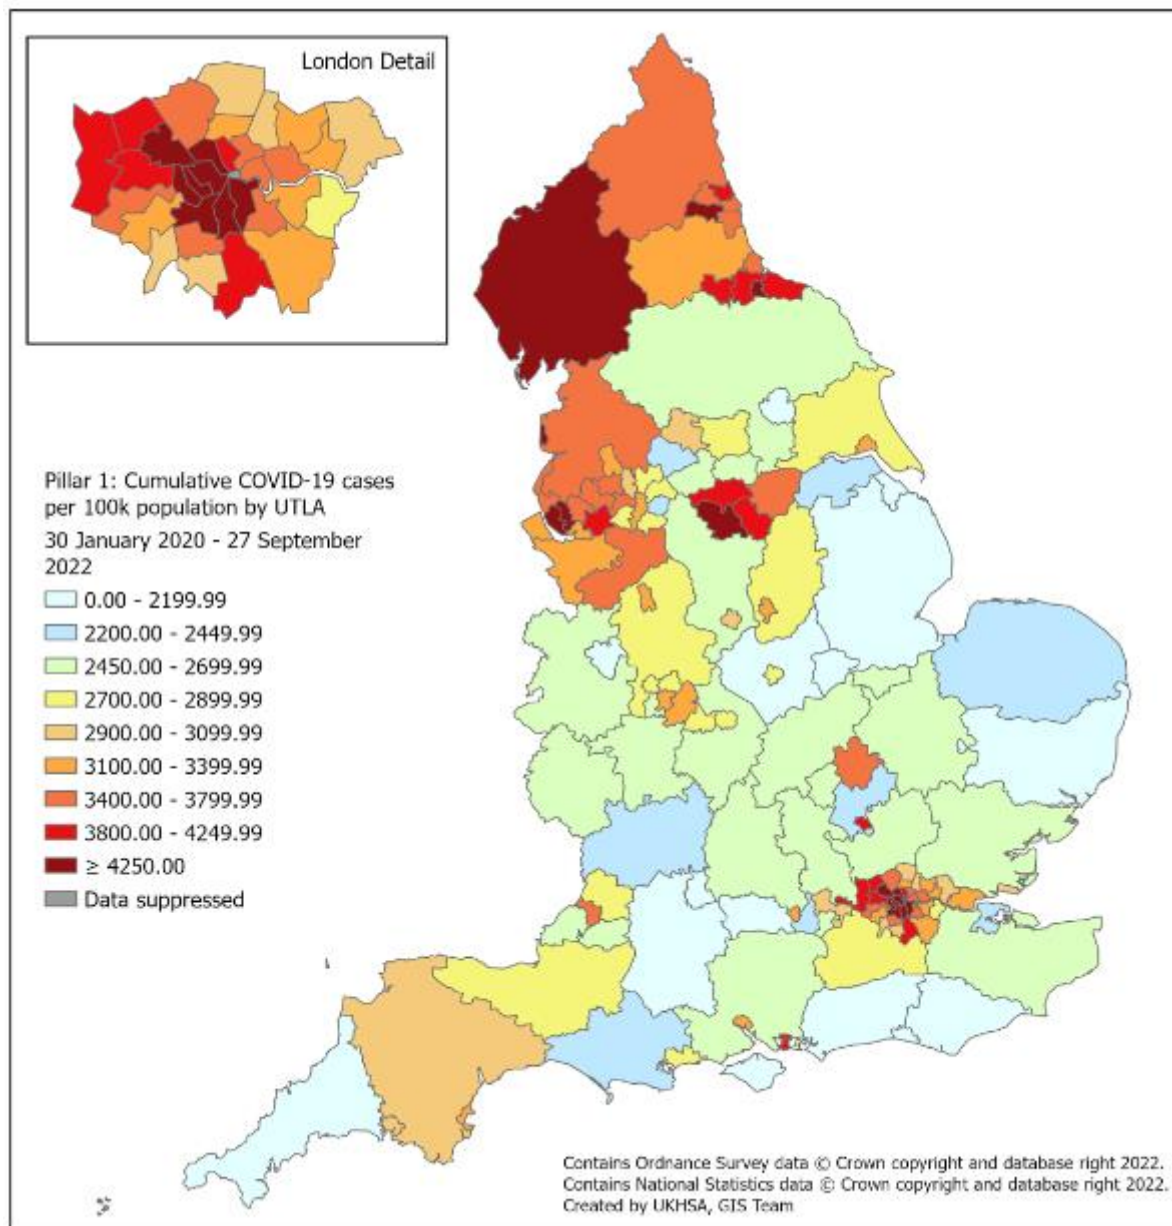 London Detail
Pillar 1: Cumulative COVID-19 cases
per 100k population by UTLA
30 January 2020 - 27 September
2022
0.00 - 2199.99
2200.00 - 2449.99
2450.00 - 2699.99
2700.00 - 2899.99
2900.00 - 3099.99
3100.00 - 3399.99
3400.00 - 3799.99
3800.00 - 4249.99
≥ 4250.00
Data suppressed
Contains Ordnance Survey data © Crown copyright and database right 2022.
Contains National Statistics data © Crown copyright and database right 2022.
Created by UKHSA, GIS Team